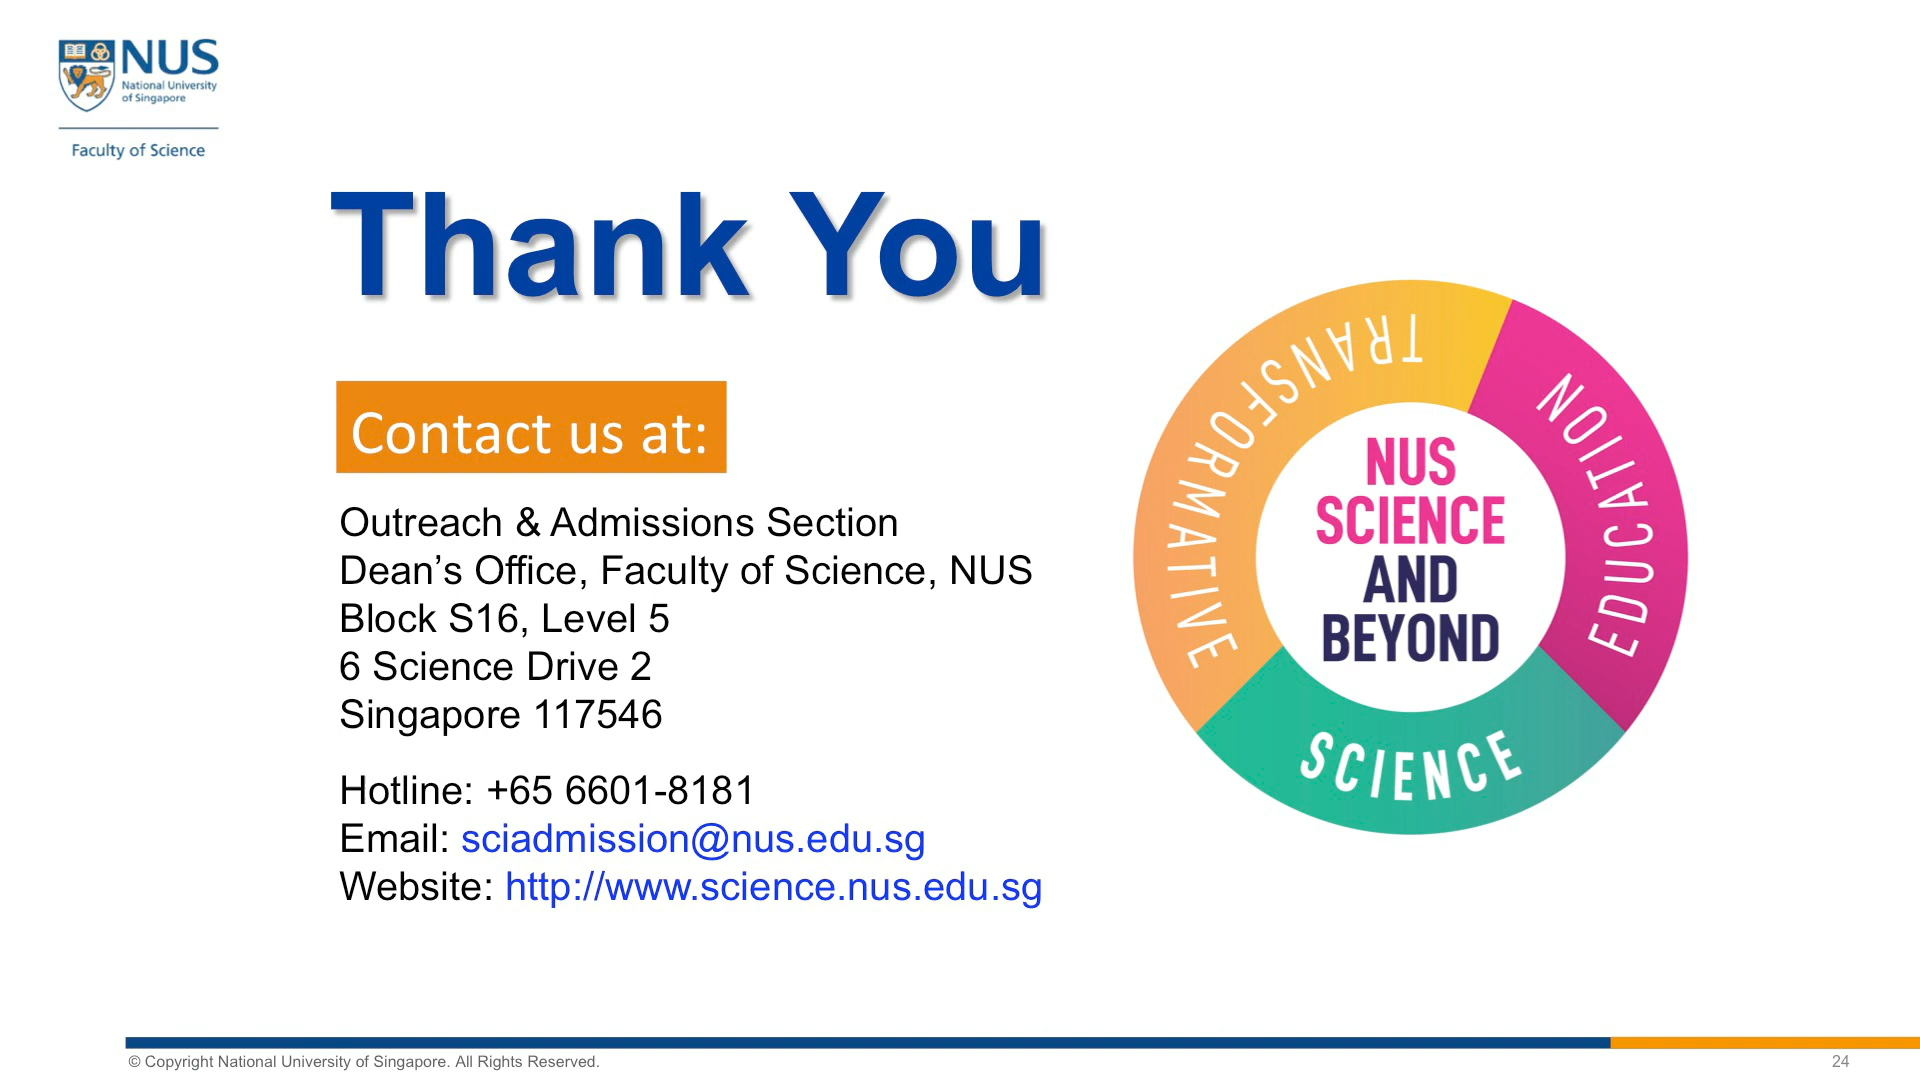 NUS
National University
of Singapore
Faculty of Science
Thank You
Contact us at:
Outreach & Admissions Section
Dean’s Office, Faculty of Science, NUS
Block S16, Level 5
6 Science Drive 2
Singapore 117546
Hotline: +65 6601-8181
Email: sciadmission@nus.edu.sg
Website: http://www.science.nus.edu.sg
TRANSFORMATIVE
EDUCATION
NUS
SCIENCE
AND
BEYOND
SCIENCE
© Copyright National University of Singapore. All Rights Reserved.
24